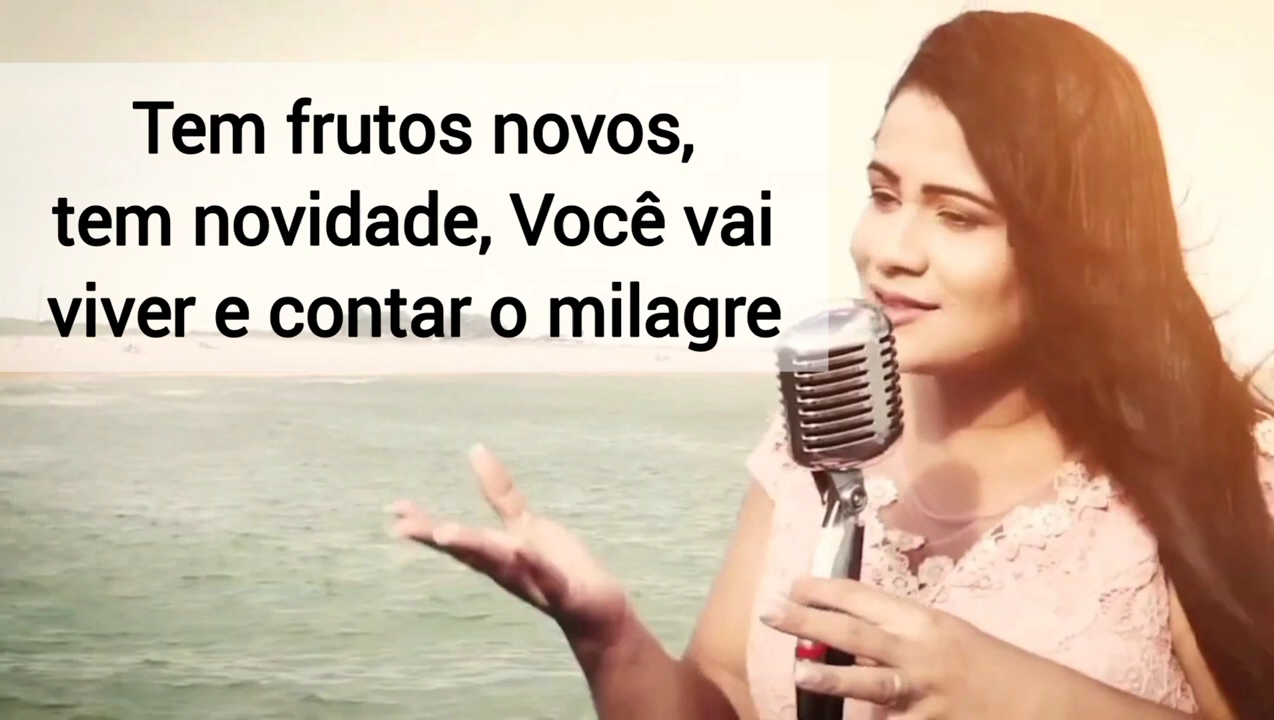 Tem frutos novos,
tem novidade, Você vai
viver e contar o milagre